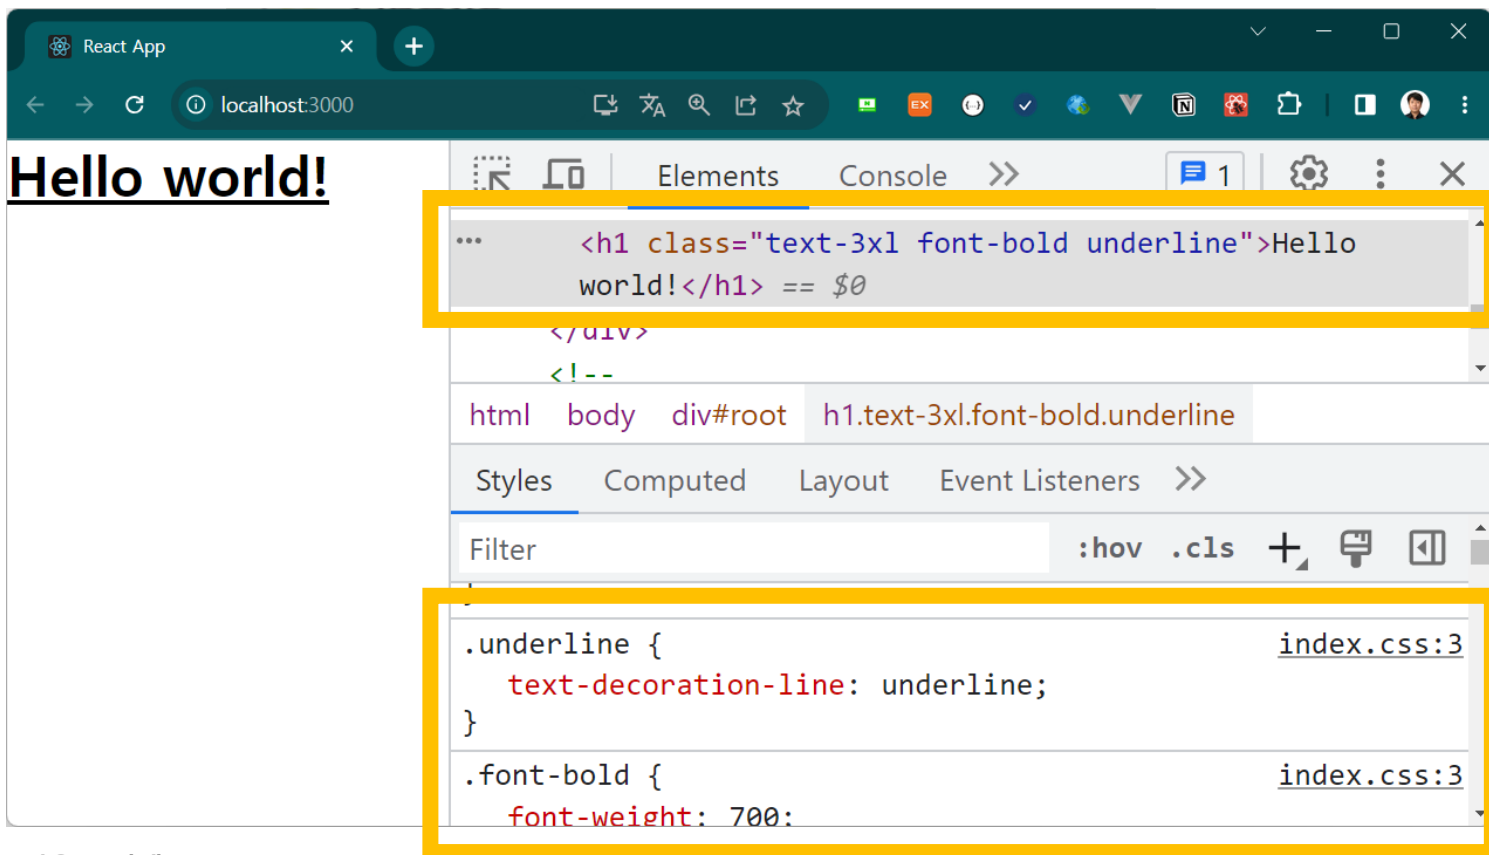 React App
localhost:3000
Hello world!
Elements Console 1
<h1 class="text-3xl font-bold underline">Hello
world!</h1> == $0
</div>
<!--
html body div#root h1.text-3xl.font-bold.underline
Styles Computed Layout Event Listeners
Filter :hov .cls
}
.underline { index.css:3
text-decoration-line: underline;
}
.font-bold { index.css:3
font-weight: 700;